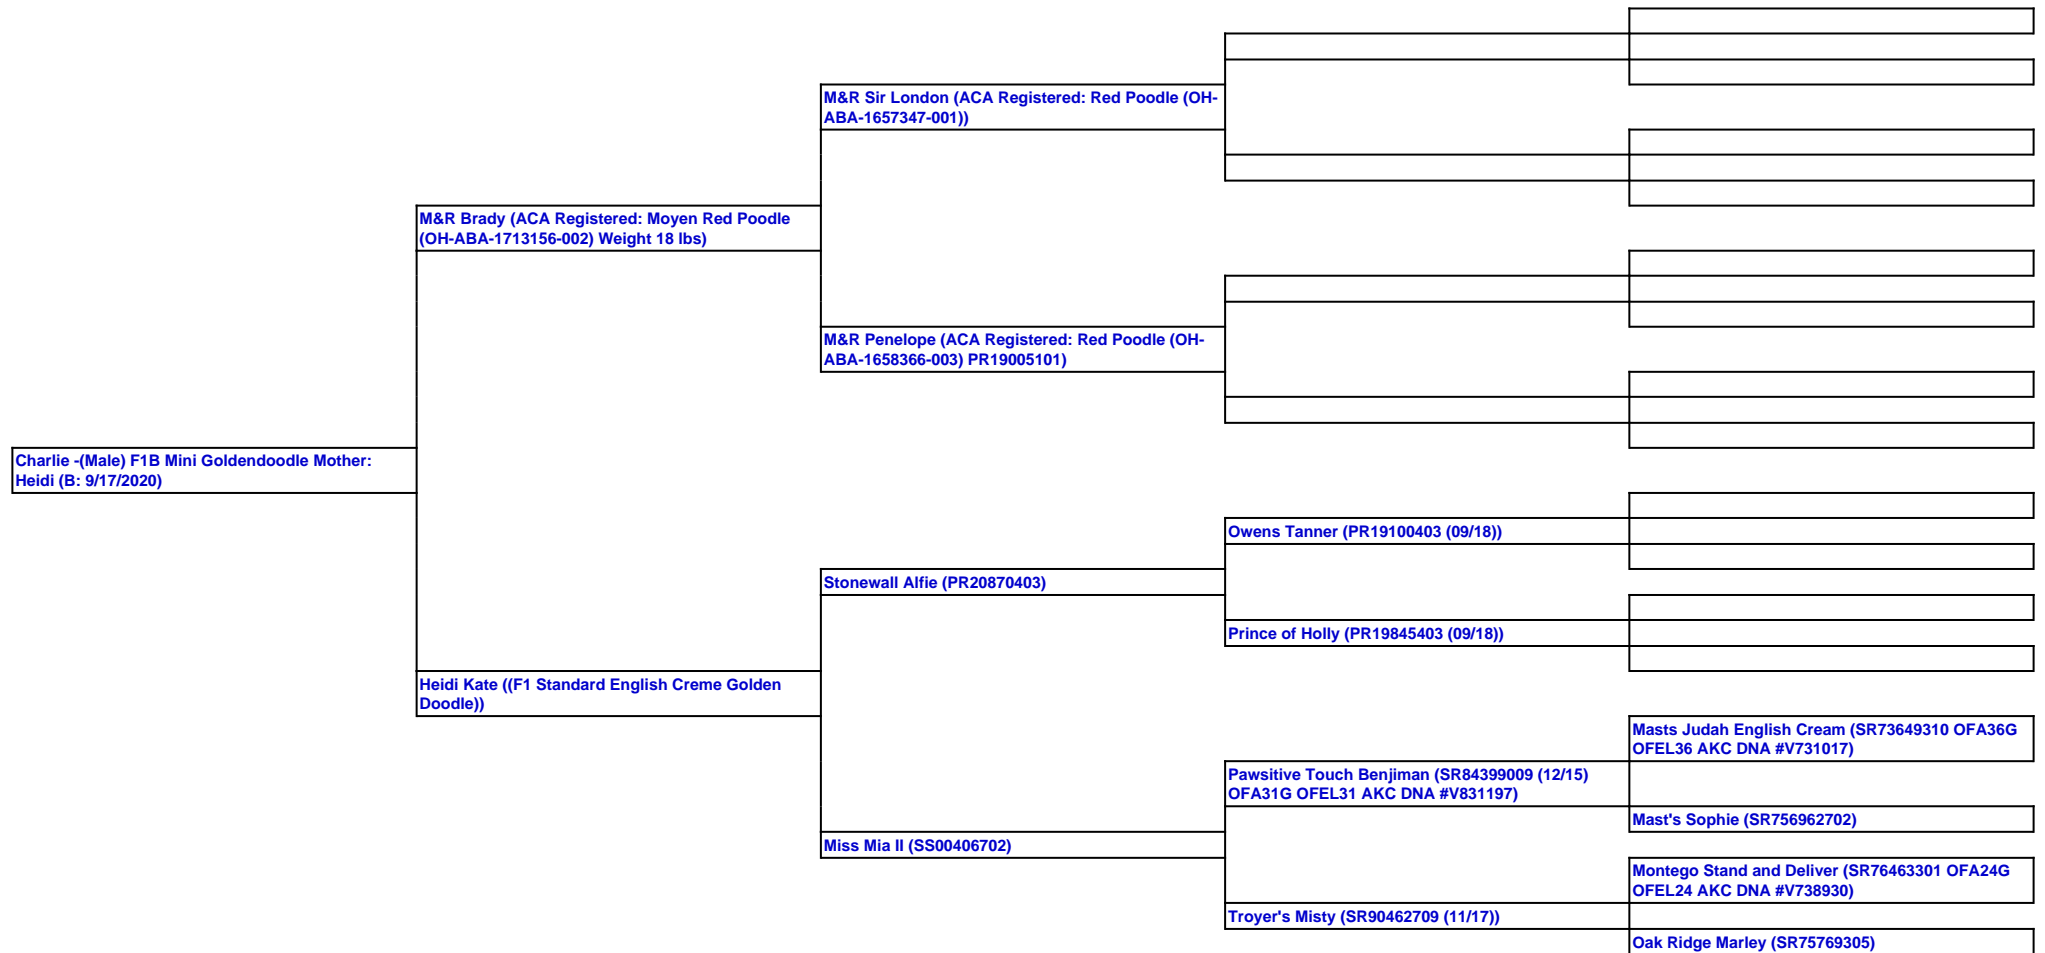 M&R Sir London (ACA Registered: Red Poodle (OH-
ABA-1657347-001))
M&R Brady (ACA Registered: Moyen Red Poodle
(OH-ABA-1713156-002) Weight 18 lbs)
M&R Penelope (ACA Registered: Red Poodle (OH-
ABA-1658366-003) PR19005101)
Charlie -(Male) F1B Mini Goldendoodle Mother:
Heidi (B: 9/17/2020)
Owens Tanner (PR19100403 (09/18))
Stonewall Alfie (PR20870403)
Prince of Holly (PR19845403 (09/18))
Heidi Kate ((F1 Standard English Creme Golden
Doodle))
Masts Judah English Cream (SR73649310 OFA36G
OFEL36 AKC DNA #V731017)
Pawsitive Touch Benjiman (SR84399009 (12/15)
OFA31G OFEL31 AKC DNA #V831197)
Mast's Sophie (SR756962702)
Miss Mia II (SS00406702)
Montego Stand and Deliver (SR76463301 OFA24G
OFEL24 AKC DNA #V738930)
Troyer's Misty (SR90462709 (11/17))
Oak Ridge Marley (SR75769305)